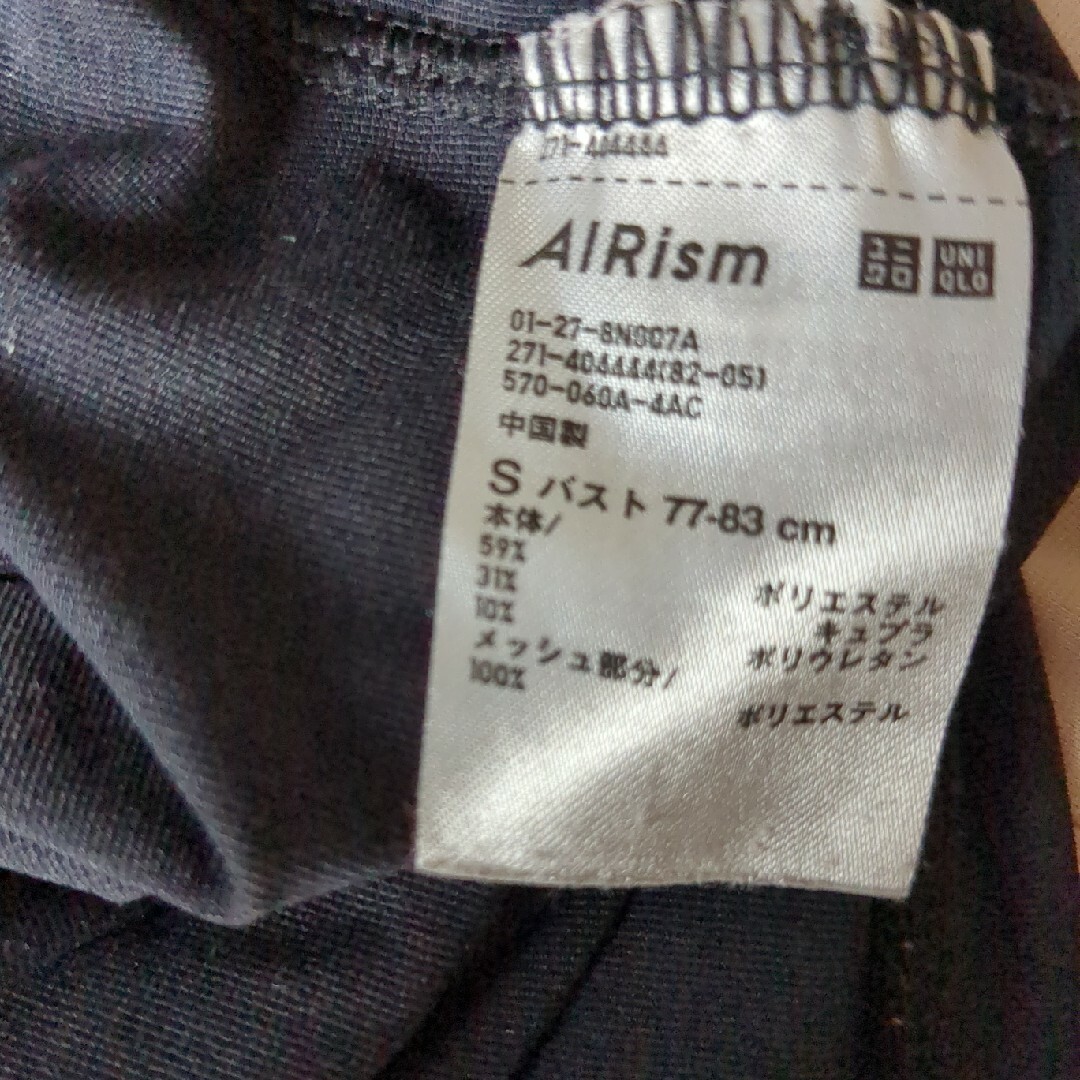 271-404444
AIRism ユニクロ UNIQLO
01-27-8N007A
271-404444(82-05)
570-060A-4AC
中国製
S バスト 77-83 cm
本体/
59% ポリエステル
31% キュプラ
10% ポリウレタン
メッシュ部分/
100% ポリエステル